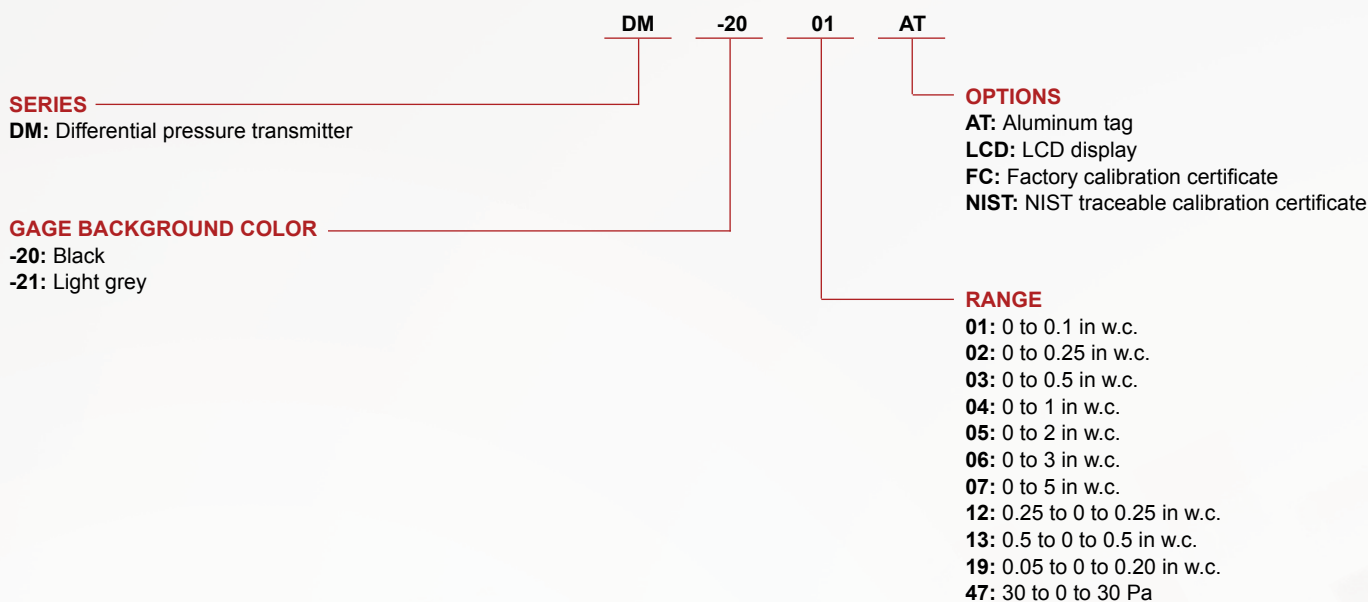 DM -20 01 AT
SERIES
DM: Differential pressure transmitter
GAGE BACKGROUND COLOR
-20: Black
-21: Light grey
OPTIONS
AT: Aluminum tag
LCD: LCD display
FC: Factory calibration certificate
NIST: NIST traceable calibration certificate
RANGE
01: 0 to 0.1 in w.c.
02: 0 to 0.25 in w.c.
03: 0 to 0.5 in w.c.
04: 0 to 1 in w.c.
05: 0 to 2 in w.c.
06: 0 to 3 in w.c.
07: 0 to 5 in w.c.
12: 0.25 to 0 to 0.25 in w.c.
13: 0.5 to 0 to 0.5 in w.c.
19: 0.05 to 0 to 0.20 in w.c.
47: 30 to 0 to 30 Pa